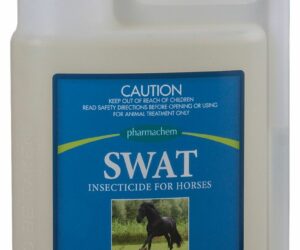 CAUTION
KEEP OUT OF REACH OF CHILDREN
READ SAFETY DIRECTIONS BEFORE OPENING OR USING
FOR ANIMAL TREATMENT ONLY
pharmachem
SWAT
INSECTICIDE FOR HORSES